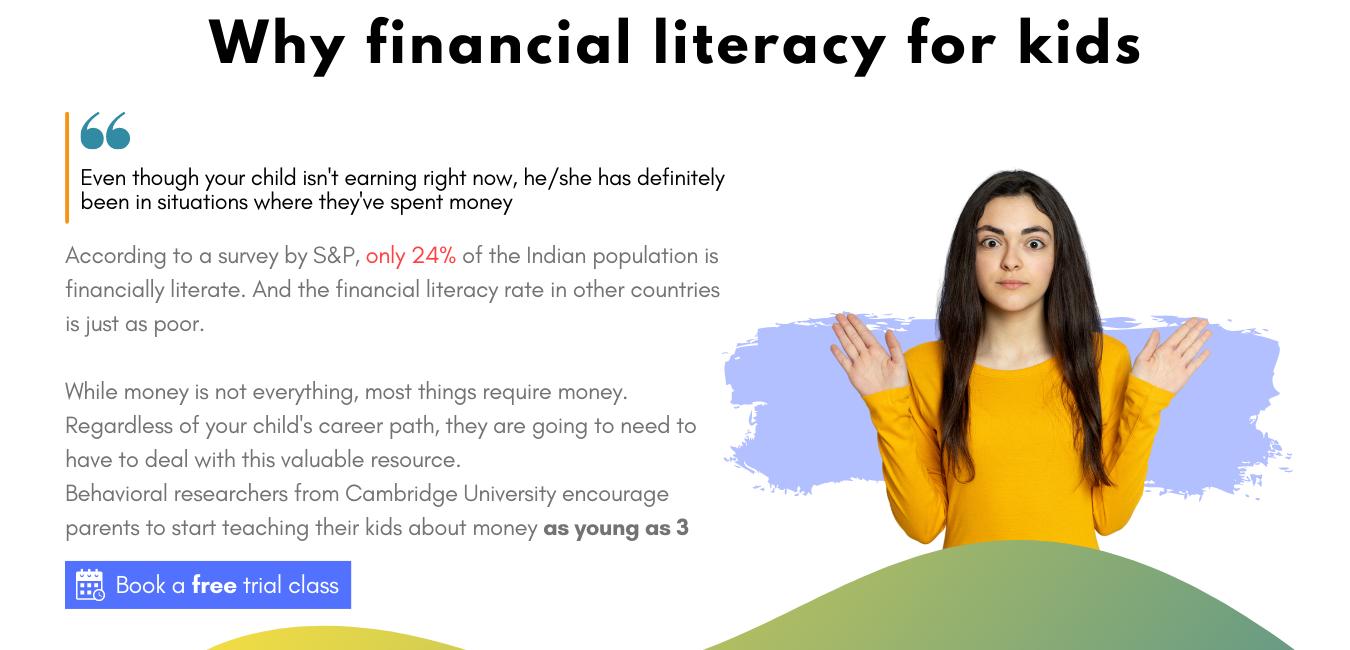 Why financial literacy for kids
Even though your child isn't earning right now, he/she has definitely
been in situations where they've spent money
According to a survey by S&P, only 24% of the Indian population is
financially literate. And the financial literacy rate in other countries
is just as poor.
While money is not everything, most things require money.
Regardless of your child's career path, they are going to need to
have to deal with this valuable resource.
Behavioral researchers from Cambridge University encourage
parents to start teaching their kids about money as young as 3
Book a free trial class